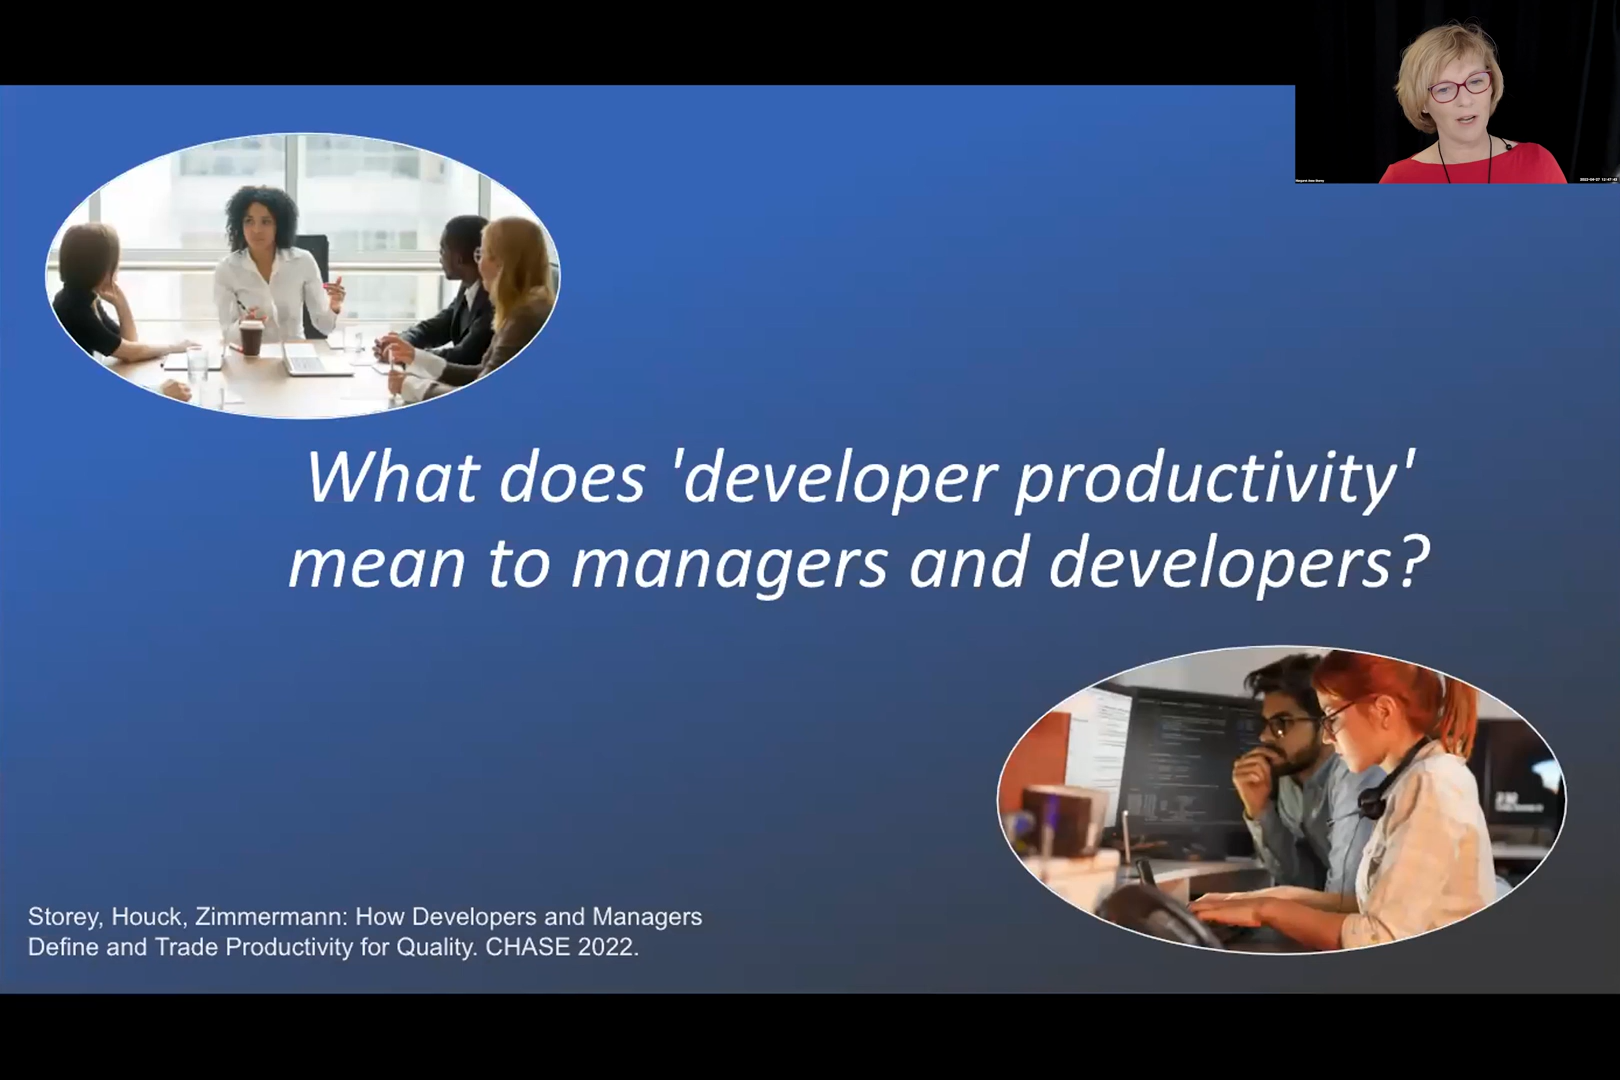 What does 'developer productivity'
mean to managers and developers?
Storey, Houck, Zimmermann: How Developers and Managers
Define and Trade Productivity for Quality. CHASE 2022.